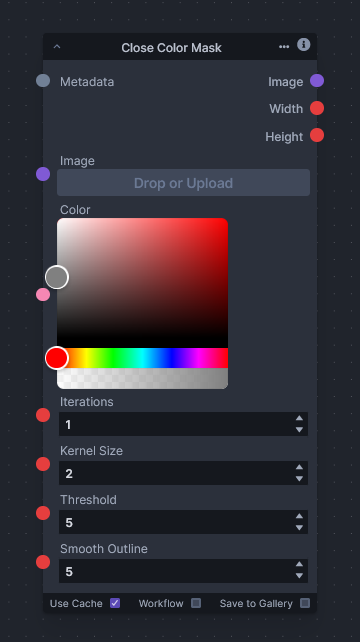 Close Color Mask
Metadata
Image
Width
Height
Image
Drop or Upload
Color
Iterations
1
Kernel Size
2
Threshold
5
Smooth Outline
5
Use Cache Workflow Save to Gallery